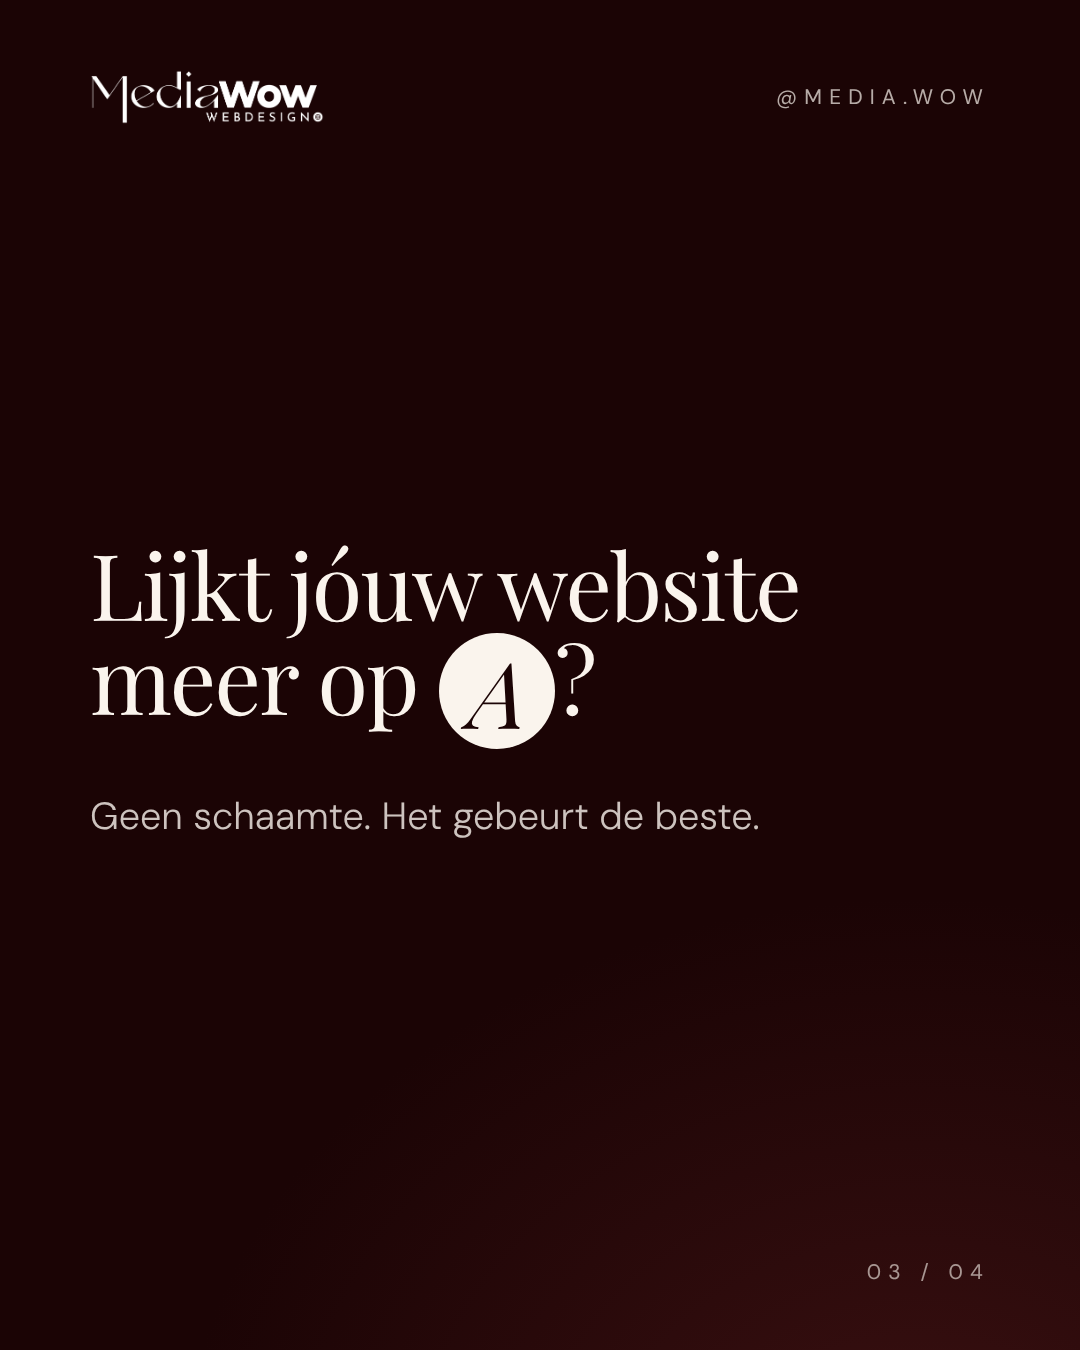 MediaWow
WEBDESIGN
@MEDIA.WOW
Lijkt jóuw website
meer op A?
Geen schaamte. Het gebeurt de beste.
03 / 04